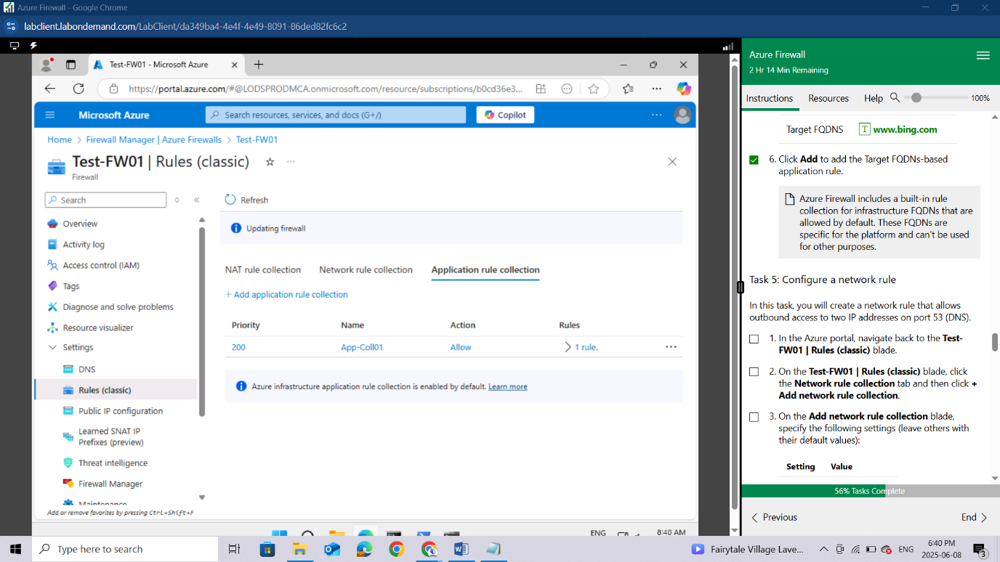 Azure Firewall - Google Chrome
labclient.labondemand.com/LabClient/da349ba4-4e4f-4e49-8091-86ded82fc6c2
Test-FW01 - Microsoft Azure
https://portal.azure.com/#@LODSPRODMCA.onmicrosoft.com/resource/subscriptions/b0cd36e3...
Microsoft Azure
Search resources, services, and docs (G+/)
Copilot
Home > Firewall Manager | Azure Firewalls > Test-FW01
Test-FW01 | Rules (classic)
Firewall
Search
Overview
Activity log
Access control (IAM)
Tags
Diagnose and solve problems
Resource visualizer
Settings
DNS
Rules (classic)
Public IP configuration
Learned SNAT IP
Prefixes (preview)
Threat intelligence
Firewall Manager
Maintenance
Add or remove favorites by pressing Ctrl+Shift+F
Refresh
Updating firewall
NAT rule collection Network rule collection Application rule collection
+ Add application rule collection
Priority Name Action Rules
200 App-Coll01 Allow 1 rule.
Azure infrastructure application rule collection is enabled by default. Learn more
ENG 8:40 AM
Azure Firewall
2 Hr 14 Min Remaining
Instructions Resources Help 100%
Target FQDNS T www.bing.com
6. Click Add to add the Target FQDNs-based
application rule.
Azure Firewall includes a built-in rule
collection for infrastructure FQDNs that are
allowed by default. These FQDNs are
specific for the platform and can't be used
for other purposes.
Task 5: Configure a network rule
In this task, you will create a network rule that allows
outbound access to two IP addresses on port 53 (DNS).
1. In the Azure portal, navigate back to the Test-
FW01 | Rules (classic) blade.
2. On the Test-FW01 | Rules (classic) blade, click
the Network rule collection tab and then click +
Add network rule collection.
3. On the Add network rule collection blade,
specify the following settings (leave others with
their default values):
Setting Value
56% Tasks Complete
Previous End
Type here to search
Fairytale Village Lave...
ENG
6:40 PM
2025-06-08
3